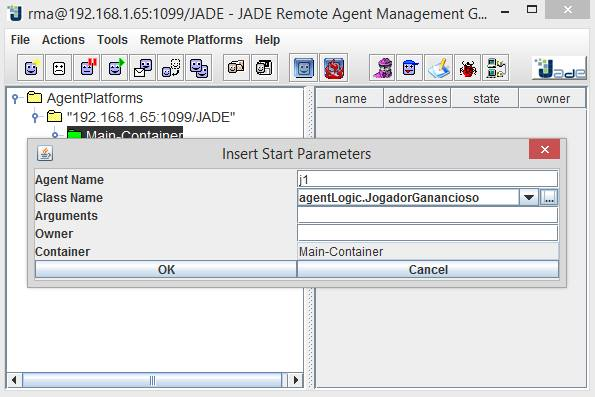 rma@192.168.1.65:1099/JADE - JADE Remote Agent Management G...
File Actions Tools Remote Platforms Help
Jade
AgentPlatforms
"192.168.1.65:1099/JADE"
Main-Container
name addresses state owner
Insert Start Parameters
Agent Name j1
Class Name agentLogic.JogadorGanancioso ...
Arguments
Owner
Container Main-Container
OK Cancel